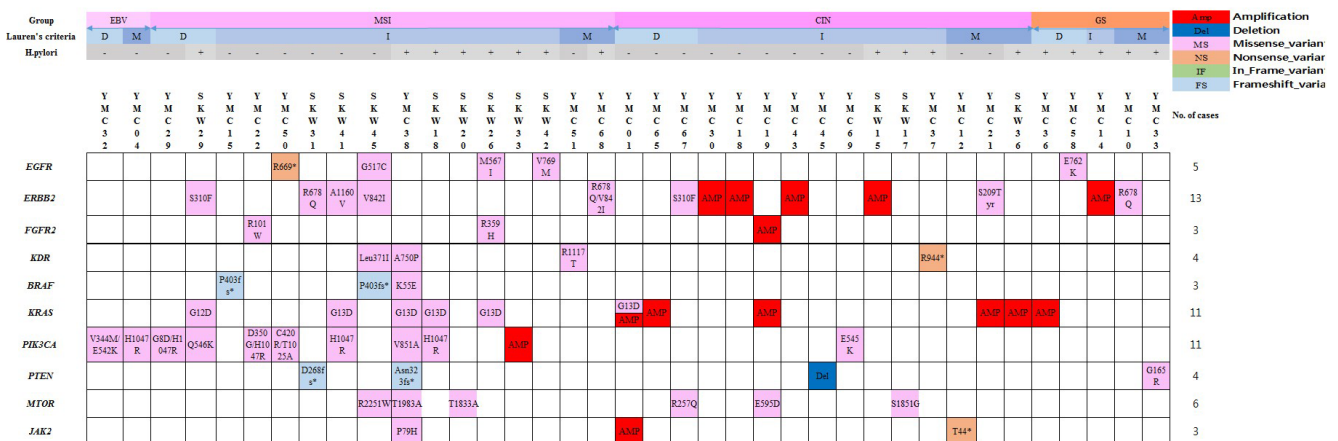 Group EBV MSI CIN GS
Lauren's criteria D M D I M D I M D I M
H.pylori - - - + - - - - - - + + + + + + - + - - - - - - - - - + + + - - + + + + + +
Amp Amplification
Del Deletion
MS Missense_varian
NS Nonsense_varian
IF In_Frame_varian
FS Frameshift_varia
YMC32
YMC04
YMC29
SKW29
YMC15
YMC22
YMC50
SKW31
SKW41
SKW45
YMC38
SKW18
SKW20
SKW26
SKW33
SKW42
YMC51
YMC68
YMC01
YMC65
YMC67
YMC30
YMC18
YMC19
YMC43
YMC45
YMC69
SKW15
SKW17
YMC37
YMC12
YMC21
SKW36
YMC36
YMC58
YMC14
YMC10
YMC33
No. of cases
EGFR R669* G517C M567I V769M E762K 5
ERBB2 S310F R678Q A1160V V842I R678Q/V842I S310F AMP AMP AMP AMP S209Tyr AMP R678Q 13
FGFR2 R101W R359H AMP 3
KDR Leu371I A750P R1117T R944* 4
BRAF P403fs* P403fs* K55E 3
KRAS G12D G13D G13D G13D G13D G13D AMP AMP AMP AMP AMP AMP 11
PIK3CA V344M/E542K H1047R G8D/H1047R Q546K D350G/H1047R C420R/T1025A H1047R V851A H1047R AMP E545K 11
PTEN D268fs* Asn323fs* Del G165R 4
MTOR R2251W T1983A T1833A R257Q E595D S1851G 6
JAK2 P79H AMP T44* 3